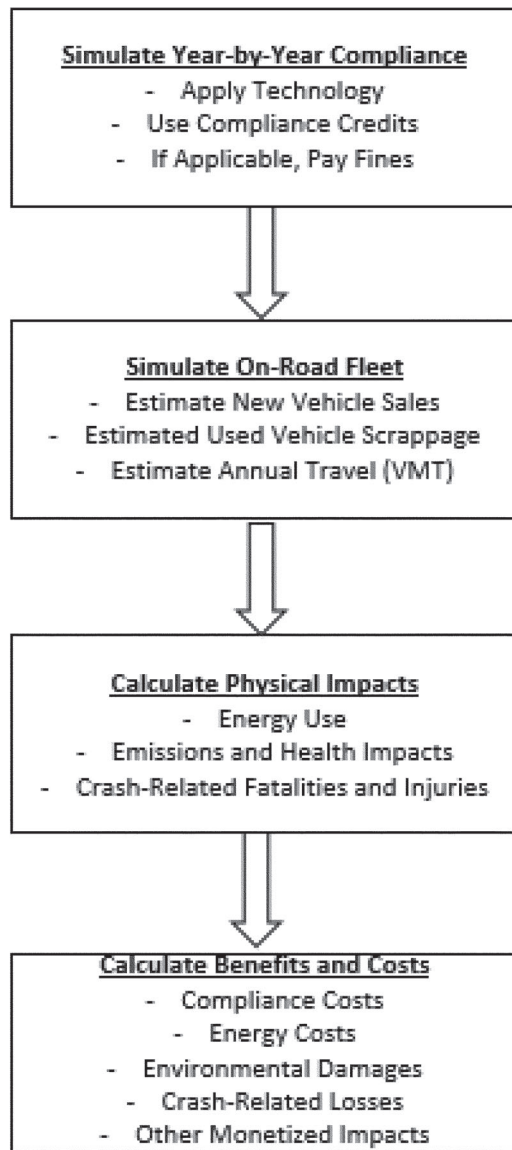 Simulate Year-by-Year Compliance
- Apply Technology
- Use Compliance Credits
- If Applicable, Pay Fines
Simulate On-Road Fleet
- Estimate New Vehicle Sales
- Estimated Used Vehicle Scrappage
- Estimate Annual Travel (VMT)
Calculate Physical Impacts
- Energy Use
- Emissions and Health Impacts
- Crash-Related Fatalities and Injuries
Calculate Benefits and Costs
- Compliance Costs
- Energy Costs
- Environmental Damages
- Crash-Related Losses
- Other Monetized Impacts